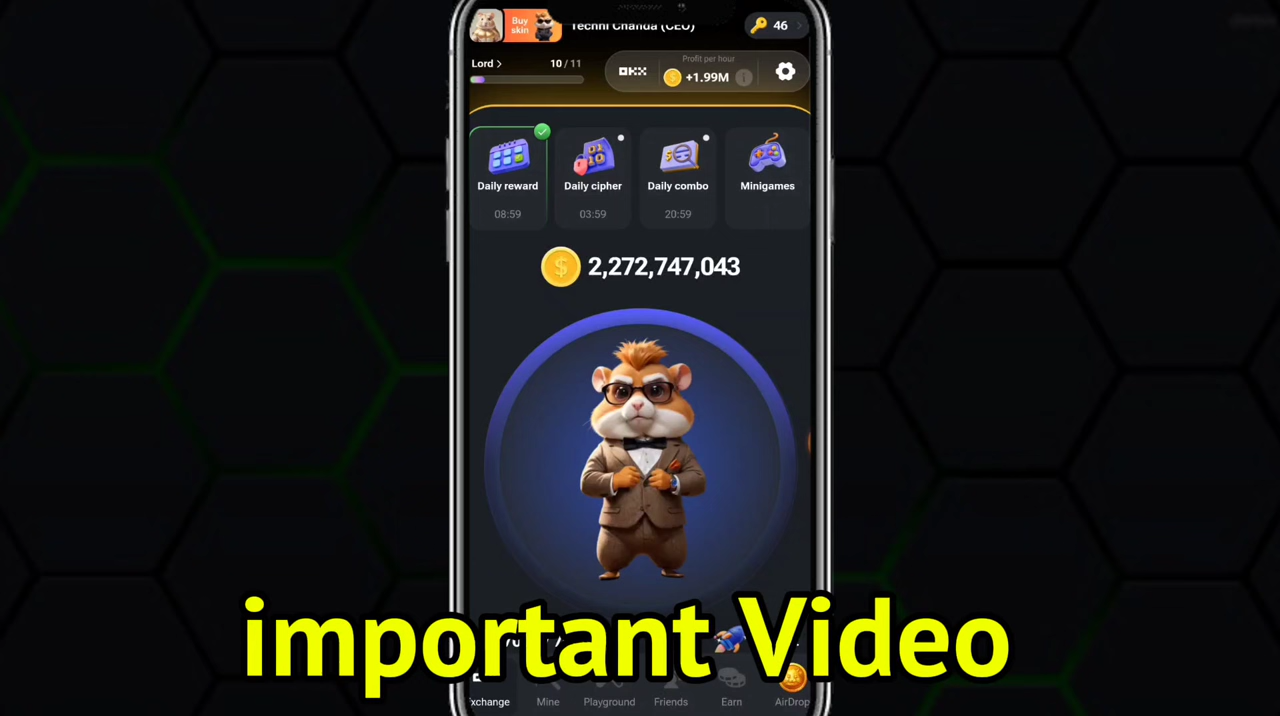 Buy
skin
Techni Chanda (CEO)
46
Lord >
10 / 11
Profit per hour
+1.99M
Daily reward
08:59
Daily cipher
03:59
Daily combo
20:59
Minigames
2,272,747,043
important Video
Exchange
Mine
Playground
Friends
Earn
AirDrop